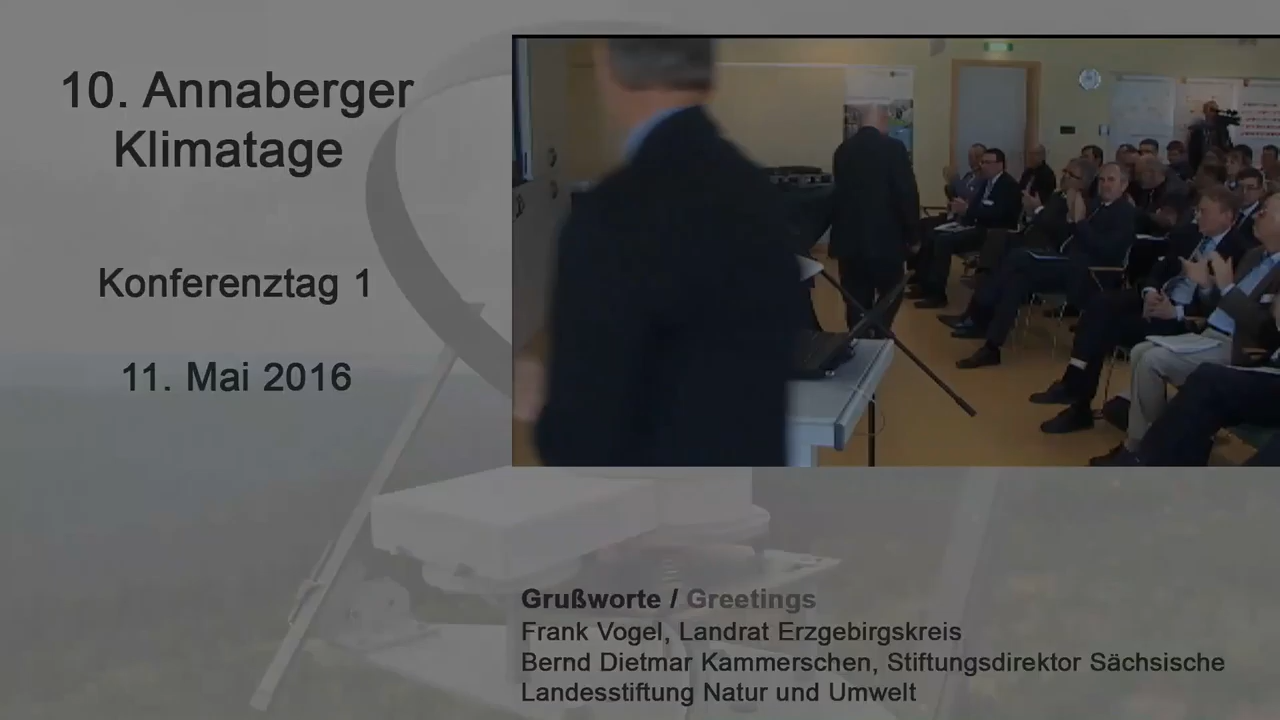 10. Annaberger
Klimatage
Konferenztag 1
11. Mai 2016
Grußworte / Greetings
Frank Vogel, Landrat Erzgebirgskreis
Bernd Dietmar Kammerschen, Stiftungsdirektor Sächsische
Landesstiftung Natur und Umwelt